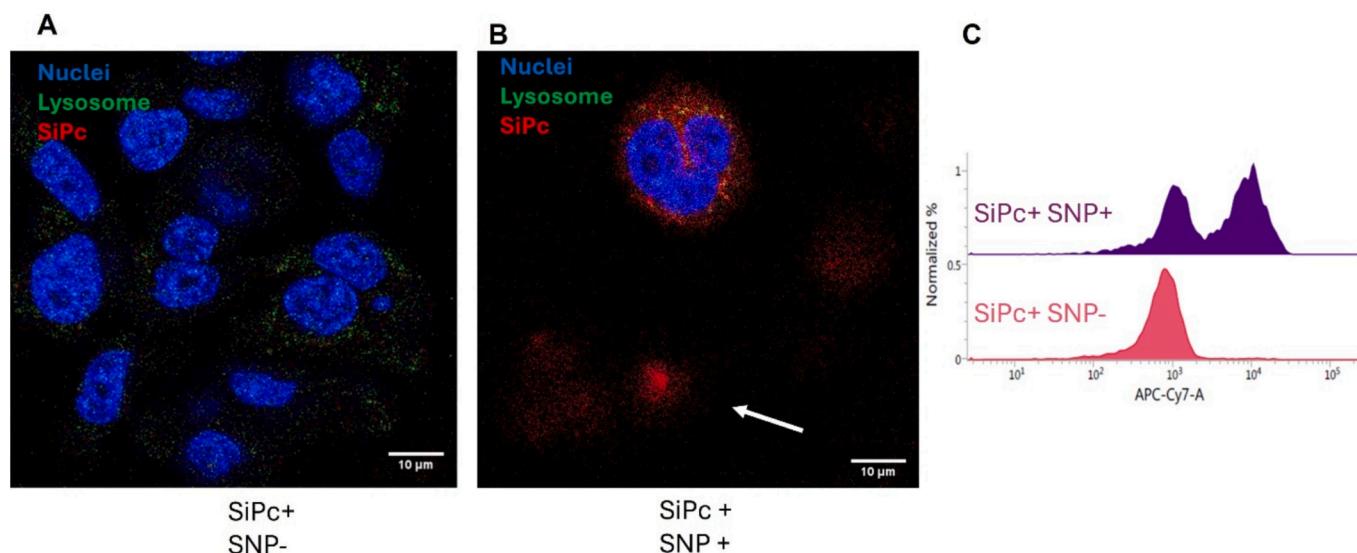 A
Nuclei
Lysosome
SiPc
10 μm
SiPc+
SNP-
B
Nuclei
Lysosome
SiPc
10 μm
SiPc +
SNP +
C
Normalized %
1
SiPc+ SNP+
0.5
SiPc+ SNP-
0
10¹ 10² 10³ 10⁴ 10⁵
APC-Cy7-A